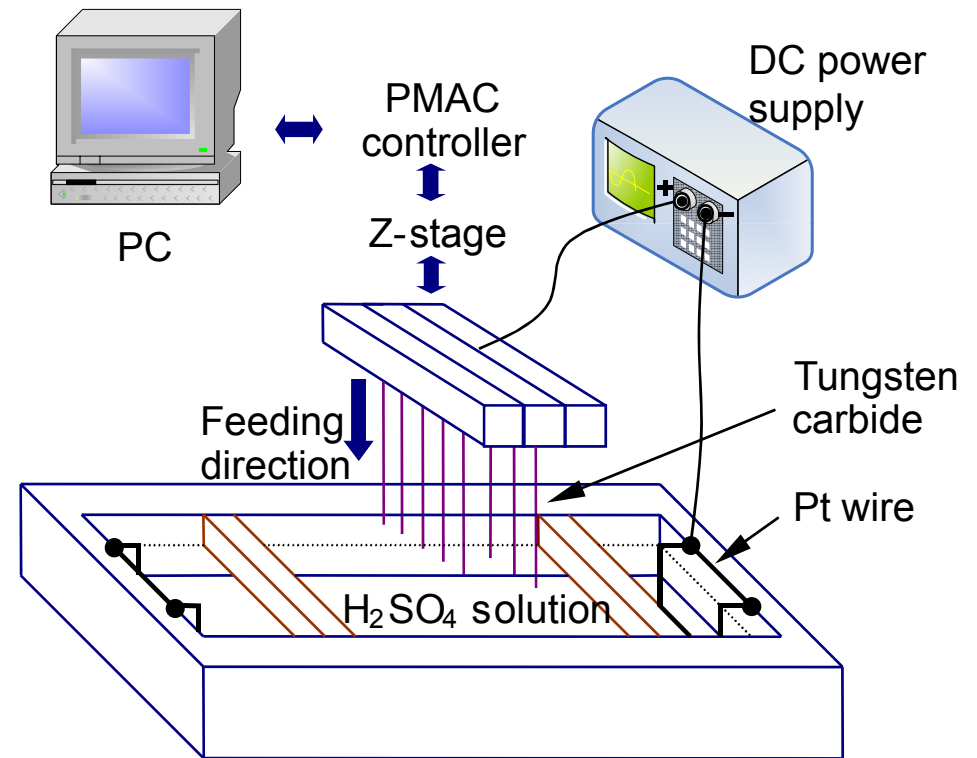 DC power
supply
PMAC
controller
+
−
PC
Z-stage
Tungsten
carbide
Feeding
direction
Pt wire
H₂SO₄ solution